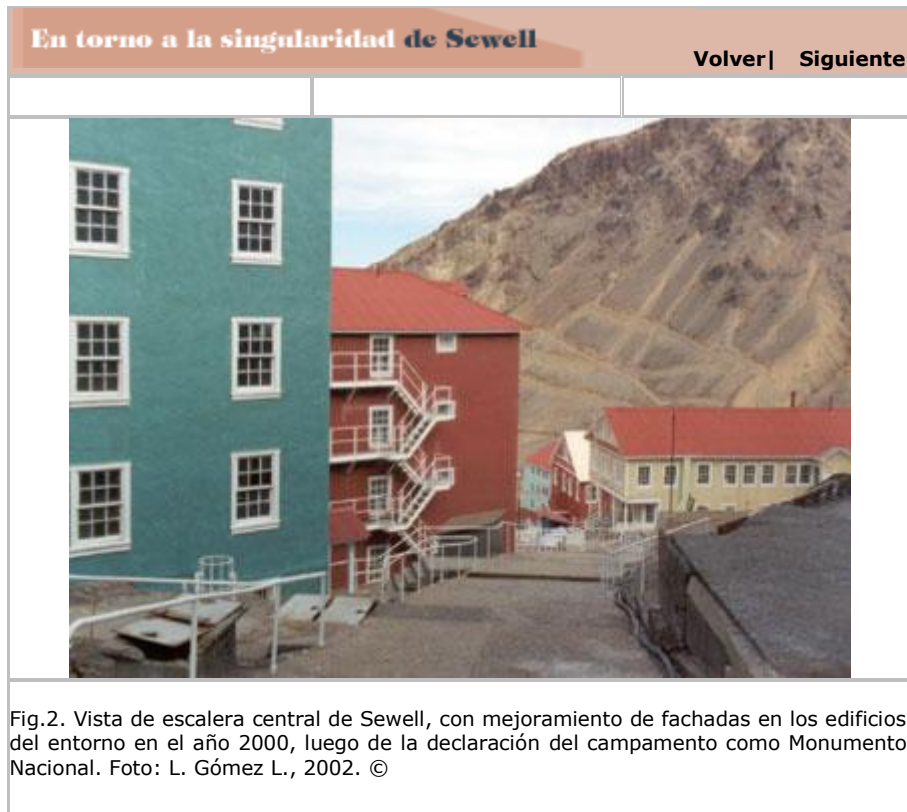 En torno a la singularidad de Sewell
Volver| Siguiente
Fig.2. Vista de escalera central de Sewell, con mejoramiento de fachadas en los edificios
del entorno en el año 2000, luego de la declaración del campamento como Monumento
Nacional. Foto: L. Gómez L., 2002. ©